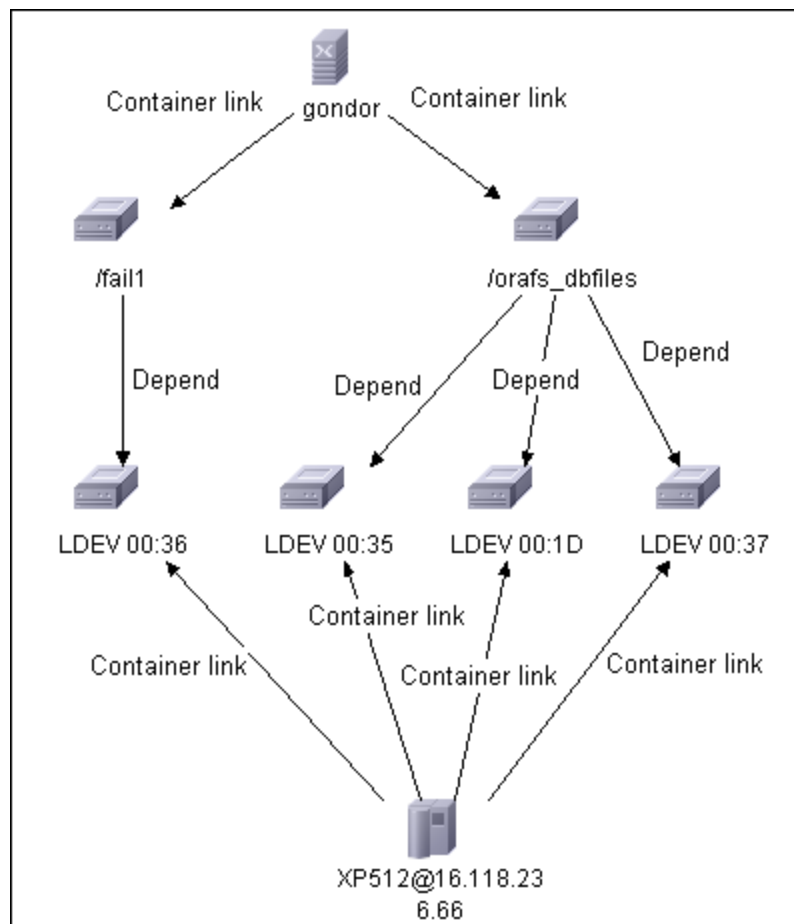 Container link
Container link
gondor
/fail1
/orafs_dbfiles
Depend
Depend
Depend
Depend
LDEV 00:36
LDEV 00:35
LDEV 00:1D
LDEV 00:37
Container link
Container link
Container link
Container link
XP512@16.118.23
6.66